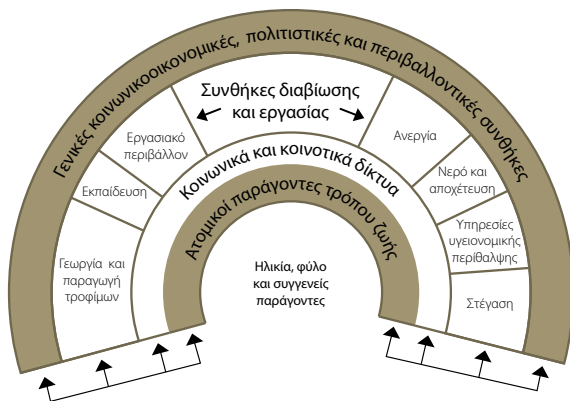 Γενικές κοινωνικοοικονομικές, πολιτιστικές και περιβαλλοντικές συνθήκες
Συνθήκες διαβίωσης
και εργασίας
Εργασιακό
περιβάλλον
Εκπαίδευση
Γεωργία και
παραγωγή
τροφίμων
Ανεργία
Νερό και
αποχέτευση
Υπηρεσίες
υγειονομικής
περίθαλψης
Στέγαση
Κοινωνικά και κοινοτικά δίκτυα
Ατομικοί παράγοντες τρόπου ζωής
Ηλικία, φύλο
και συγγενείς
παράγοντες